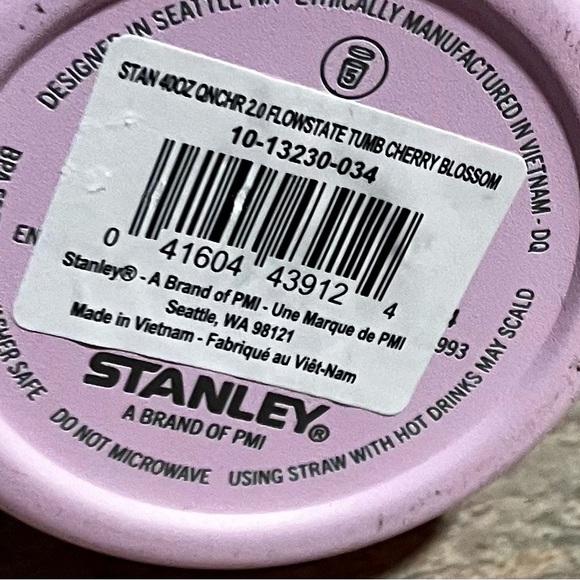 DESIGNED IN SEATTLE WA ETHICALLY MANUFACTURED IN VIETNAM - DQ
5
STAN 40OZ QNCHR 2.0 FLOWSTATE TUMB CHERRY BLOSSOM
10-13230-034
0 41604 43912 4
Stanley® - A Brand of PMI - Une Marque de PMI
Seattle, WA 98121
Made in Vietnam - Fabriqué au Viêt-Nam
993
STANLEY®
A BRAND OF PMI
SAFE DO NOT MICROWAVE USING STRAW WITH HOT DRINKS MAY SCALD